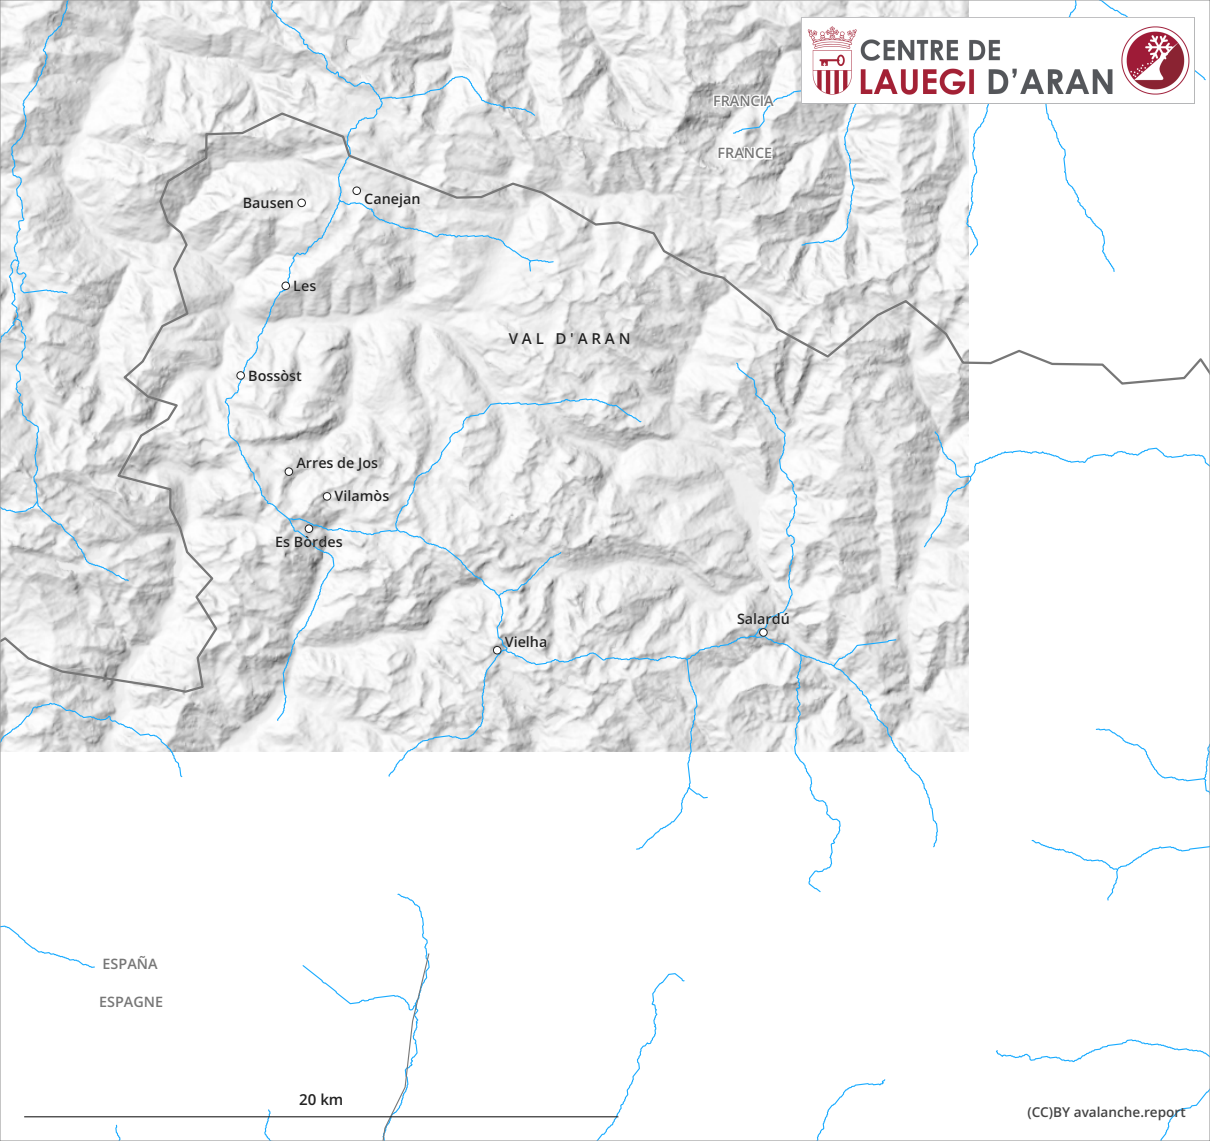 CENTRE DE
LAUEGI D'ARAN
FRANCIA
FRANCE
Bausen
Canejan
Les
VAL D'ARAN
Bossòst
Arres de Jos
Vilamòs
Es Bòrdes
Salardú
Vielha
ESPAÑA
ESPAGNE
20 km
(CC)BY avalanche.report